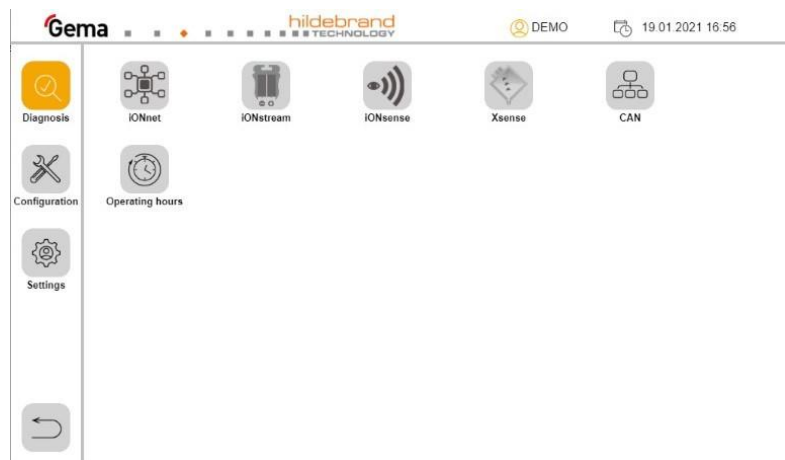 Gema
hildebrand
TECHNOLOGY
DEMO
19.01.2021 16:56
Diagnosis
iONnet
iONstream
iONsense
Xsense
CAN
Configuration
Operating hours
Settings